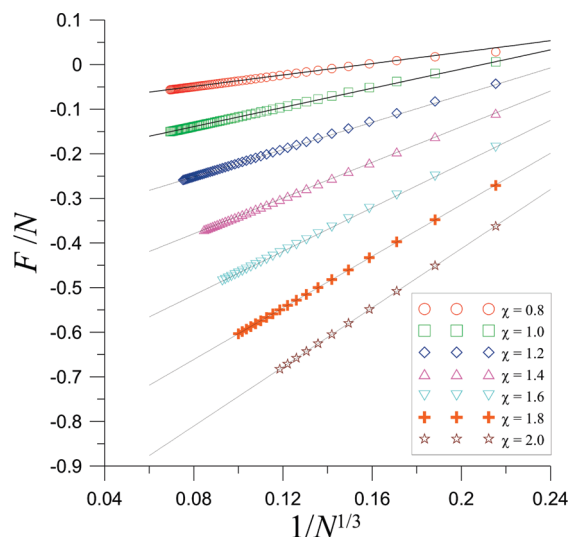 0.1
0
-0.1
-0.2
-0.3
-0.4
-0.5
-0.6
-0.7
-0.8
-0.9
F /N
0.04
0.08
0.12
0.16
0.2
0.24
1/N^{1/3}
χ = 0.8
χ = 1.0
χ = 1.2
χ = 1.4
χ = 1.6
χ = 1.8
χ = 2.0